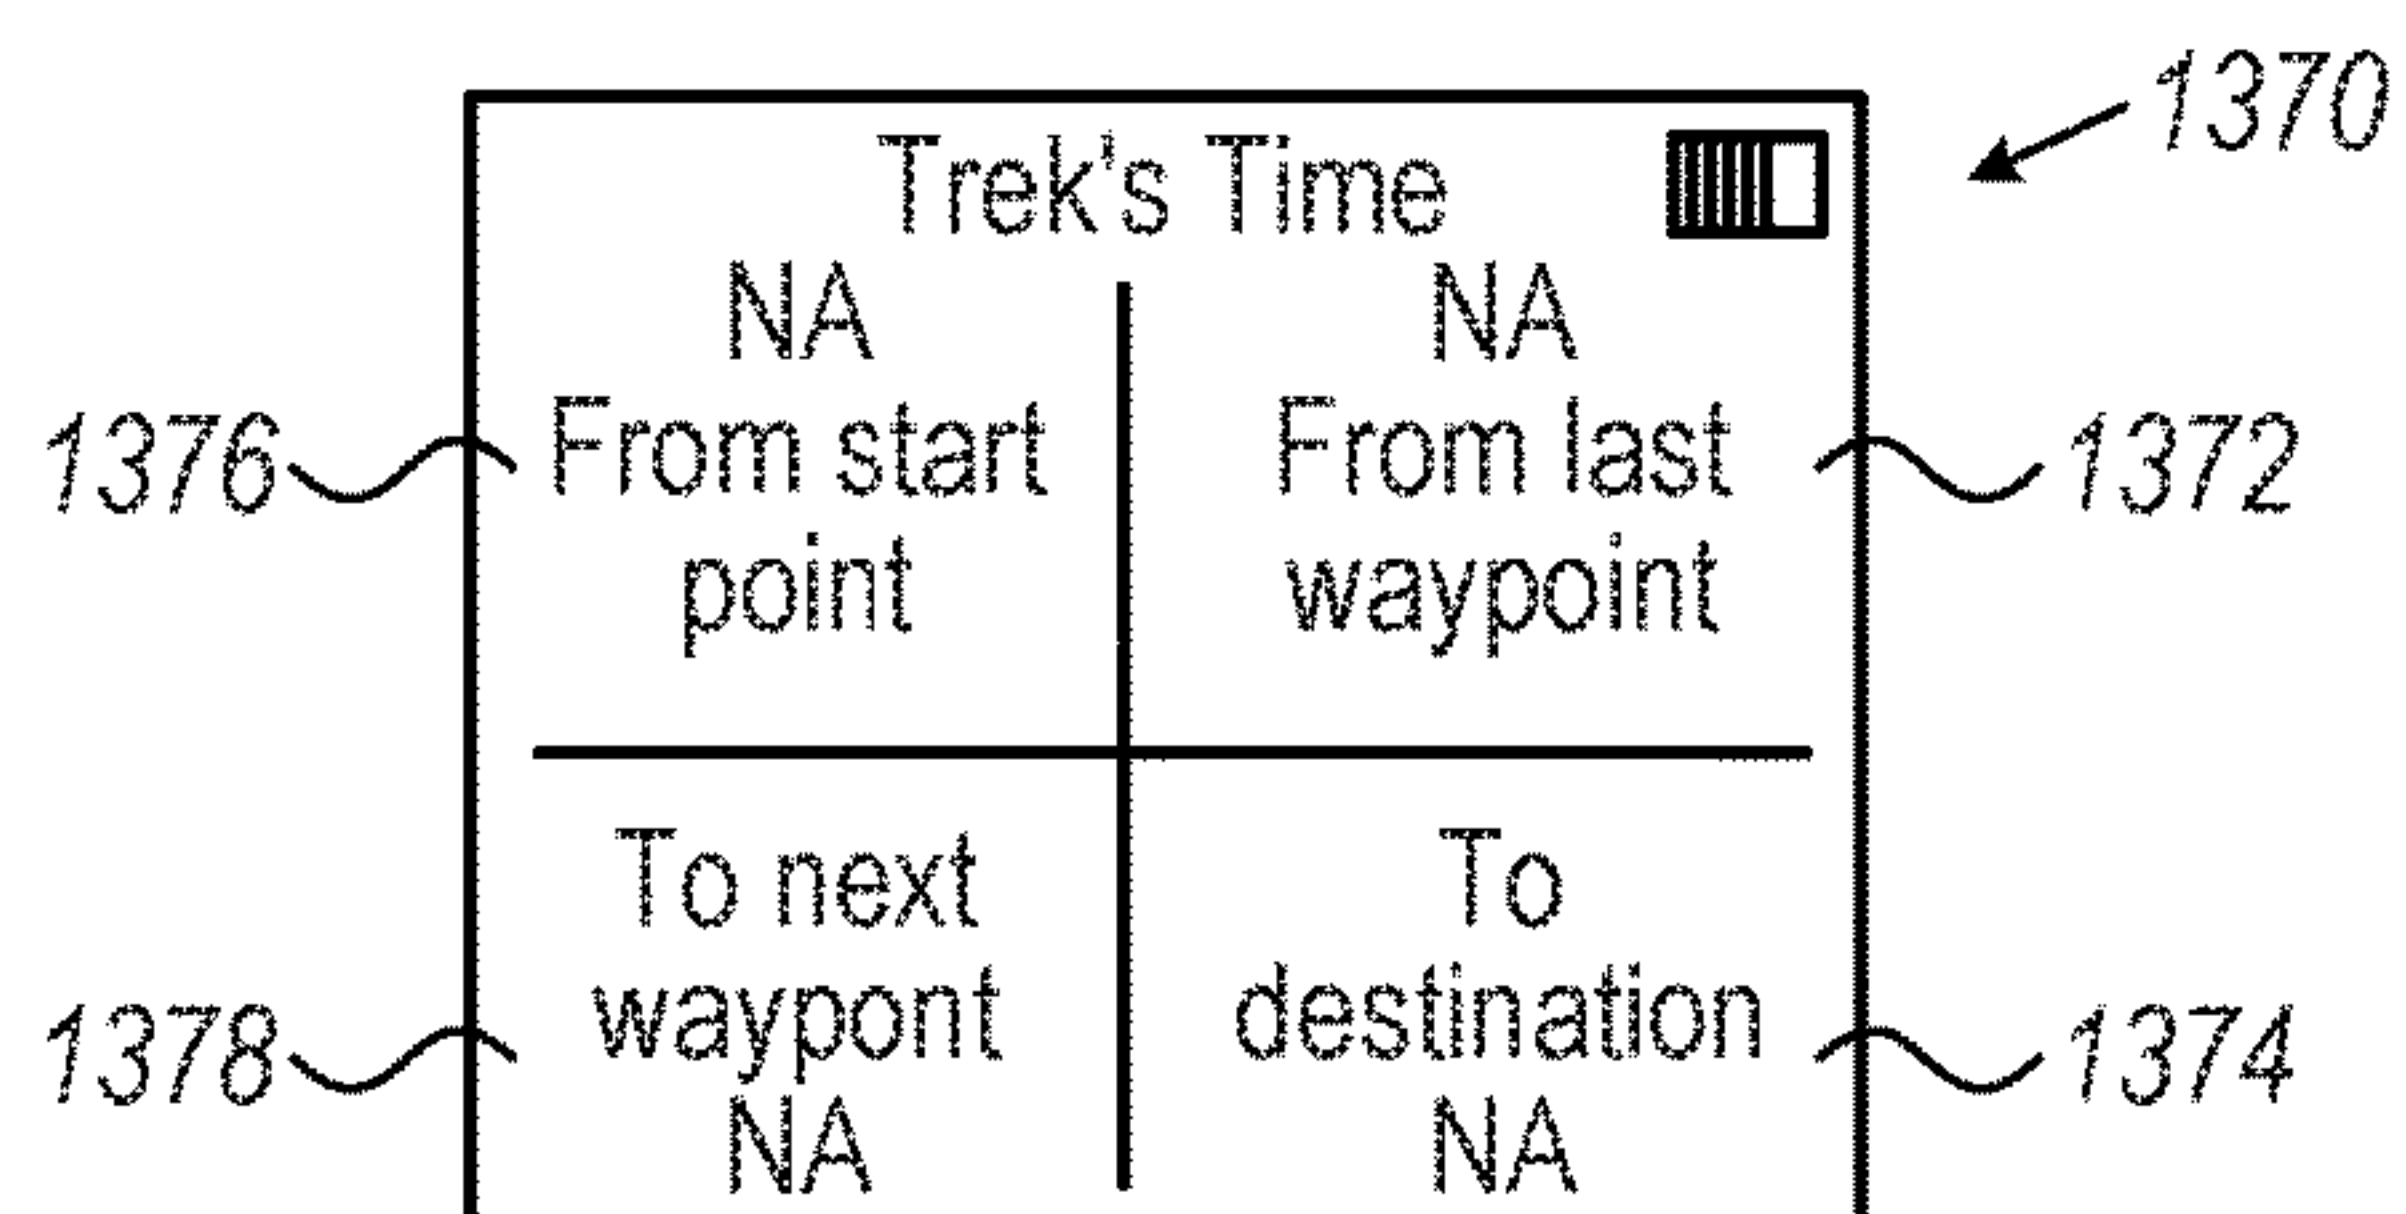 1370
Trek's Time
NA
NA
1376
From start
From last
1372
point
waypoint
To next
To
1378
waypont
destination
1374
NA
NA